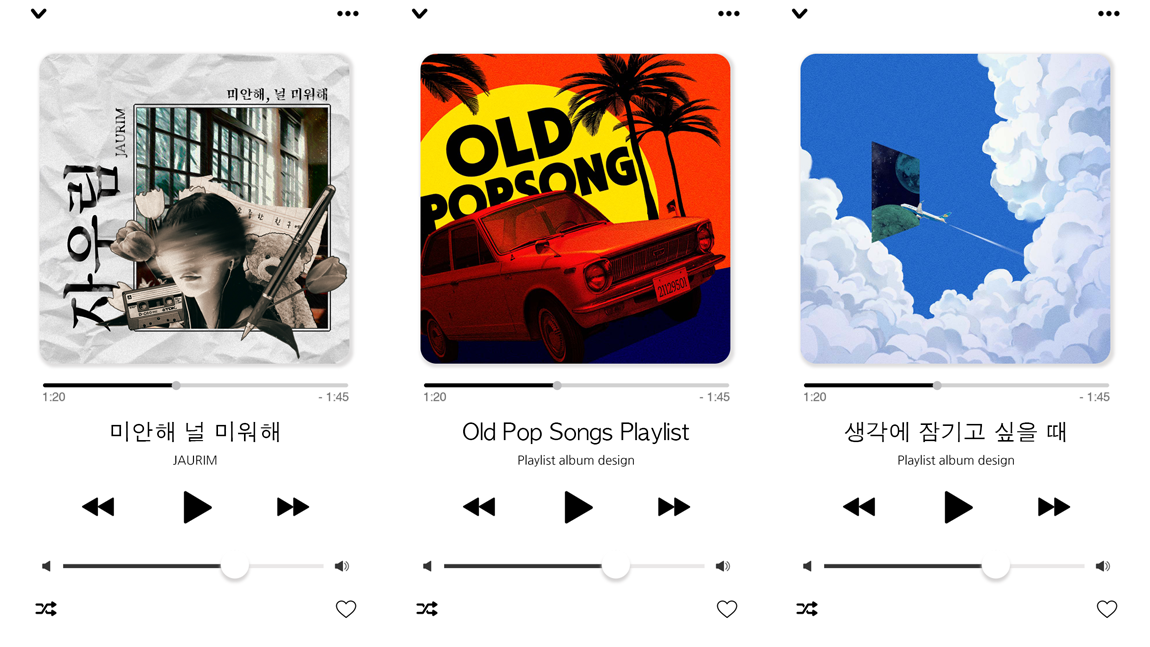 미안해, 널 미워해
JAURIM
자우림
1:20
- 1:45
미안해 널 미워해
JAURIM
OLD
POPSONG
21129501
1:20
- 1:45
Old Pop Songs Playlist
Playlist album design
1:20
- 1:45
생각에 잠기고 싶을 때
Playlist album design